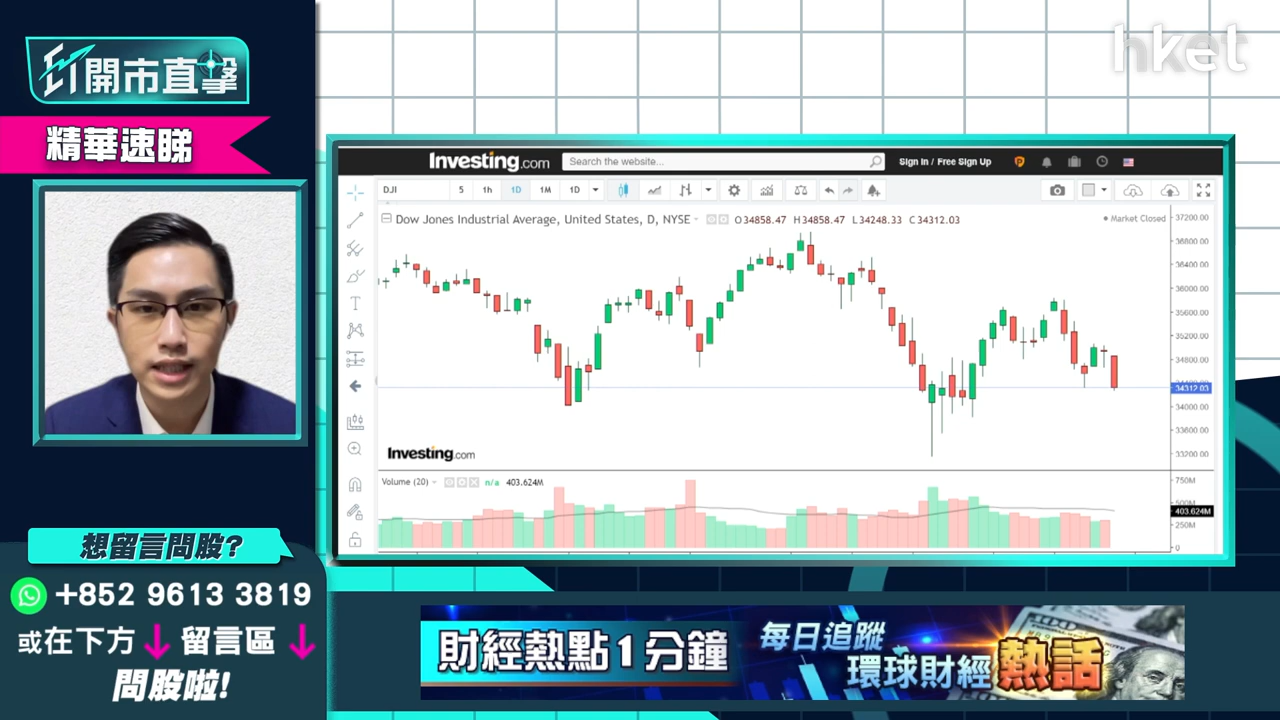 hket
ET開市直擊
精華速睇
Investing.com
Search the website...
Sign In / Free Sign Up
DJI
5
1h
1D
1M
1D
Dow Jones Industrial Average, United States, D, NYSE
O34858.47 H34858.47 L34248.33 C34312.03
Market Closed
37200.00
36800.00
36400.00
36000.00
35600.00
35200.00
34800.00
34312.03
34000.00
33600.00
33200.00
Investing.com
Volume (20)
n/a
403.624M
750M
403.624M
250M
0
想留言問股?
+852 9613 3819
或在下方↓留言區↓
問股啦!
財經熱點1分鐘
每日追蹤
環球財經熱話